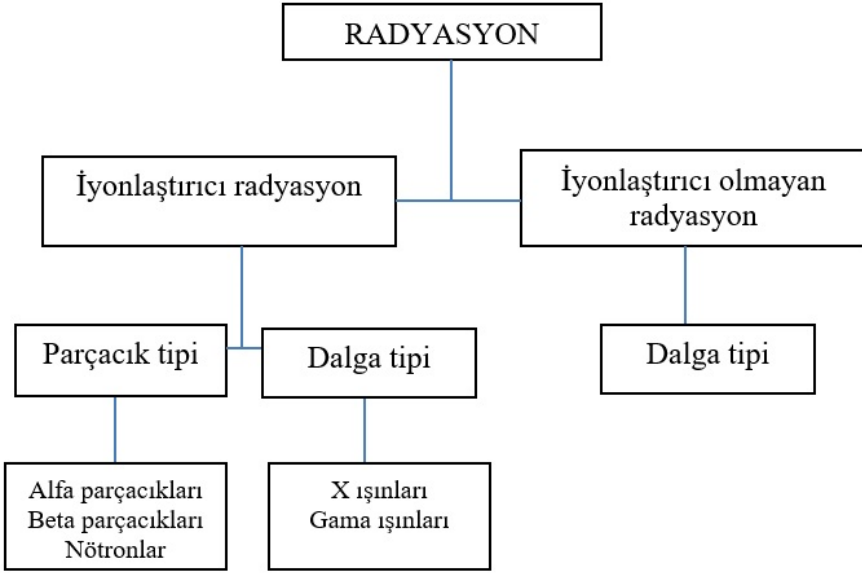 RADYASYON
İyonlaştırıcı radyasyon
İyonlaştırıcı olmayan
radyasyon
Parçacık tipi
Dalga tipi
Dalga tipi
Alfa parçacıkları
Beta parçacıkları
Nötronlar
X ışınları
Gama ışınları